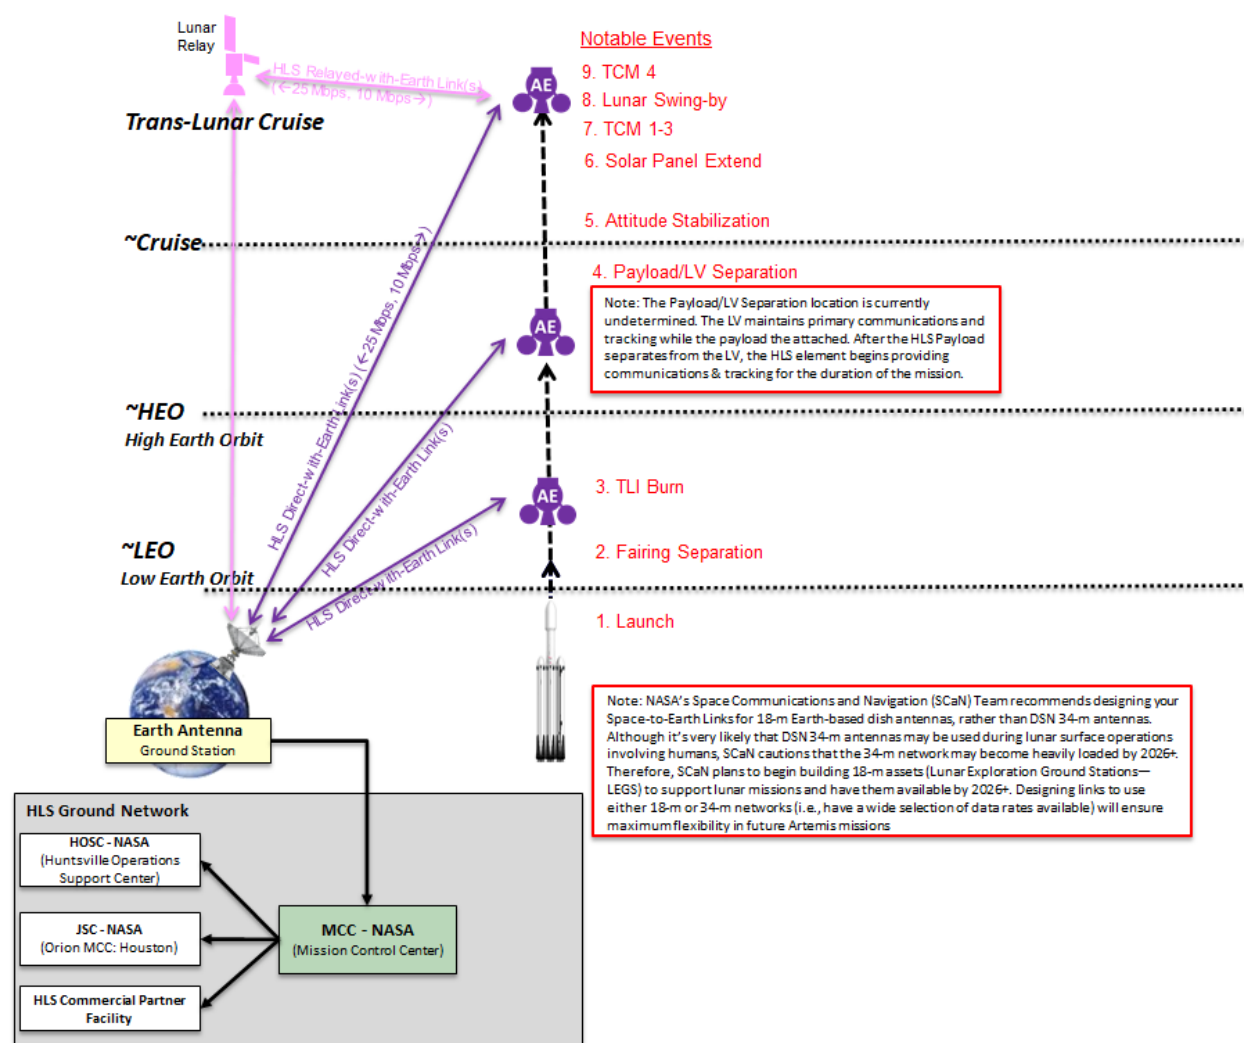 Lunar
Relay
Notable Events
HLS Relayed-with-Earth Link(s)
(←25 Mbps, 10 Mbps→)
AE
9. TCM 4
8. Lunar Swing-by
Trans-Lunar Cruise
7. TCM 1-3
6. Solar Panel Extend
5. Attitude Stabilization
~Cruise
4. Payload/LV Separation
Note: The Payload/LV Separation location is currently
undetermined. The LV maintains primary communications and
tracking while the payload the attached. After the HLS Payload
separates from the LV, the HLS element begins providing
communications & tracking for the duration of the mission.
AE
HLS Direct-with-Earth Link(s) (←25 Mbps, 10 Mbps→)
HLS Direct-with-Earth Link(s)
~HEO
High Earth Orbit
3. TLI Burn
AE
HLS Direct-with-Earth Link(s)
~LEO
Low Earth Orbit
2. Fairing Separation
1. Launch
Note: NASA's Space Communications and Navigation (SCaN) Team recommends designing your
Space-to-Earth Links for 18-m Earth-based dish antennas, rather than DSN 34-m antennas.
Although it's very likely that DSN 34-m antennas may be used during lunar surface operations
involving humans, SCaN cautions that the 34-m network may become heavily loaded by 2026+.
Therefore, SCaN plans to begin building 18-m assets (Lunar Exploration Ground Stations—
LEGS) to support lunar missions and have them available by 2026+. Designing links to use
either 18-m or 34-m networks (i.e., have a wide selection of data rates available) will ensure
maximum flexibility in future Artemis missions
Earth Antenna
Ground Station
HLS Ground Network
HOSC - NASA
(Huntsville Operations
Support Center)
JSC - NASA
(Orion MCC: Houston)
HLS Commercial Partner
Facility
MCC - NASA
(Mission Control Center)